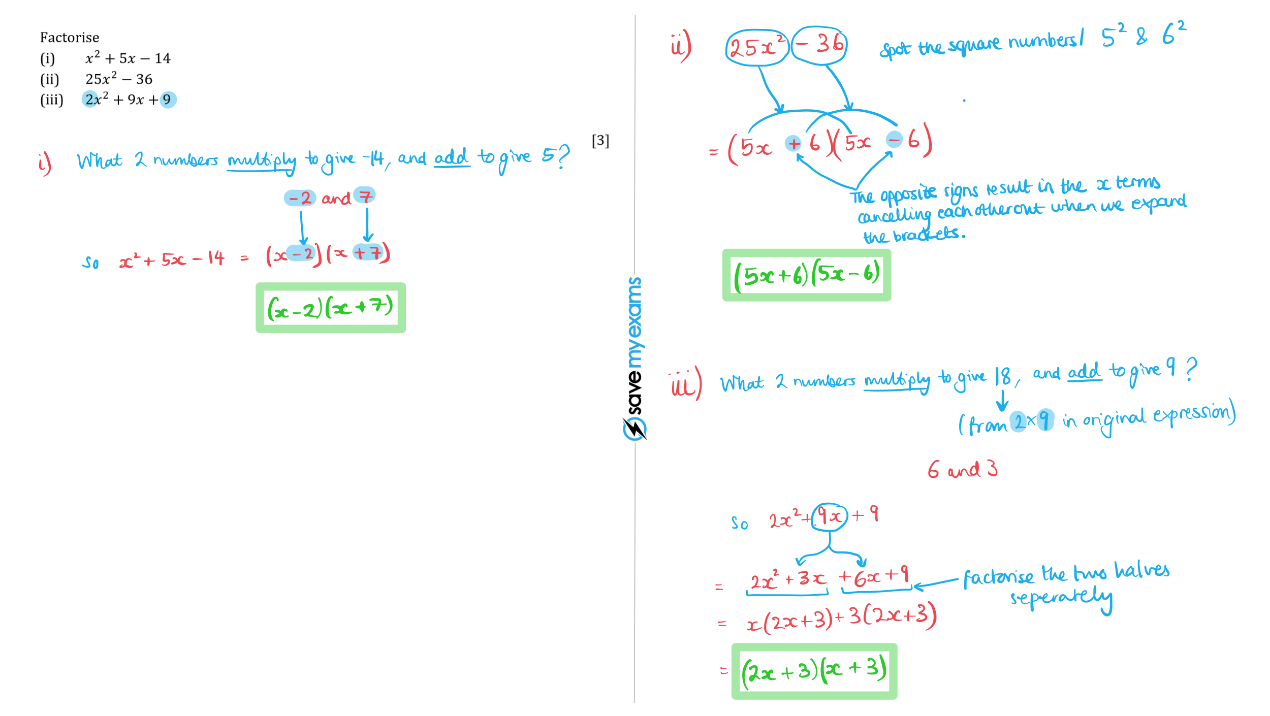 Factorise
(i) x² + 5x − 14
(ii) 25x² − 36
(iii) 2x² + 9x + 9
[3]
i) What 2 numbers multiply to give -14, and add to give 5?
-2 and 7
so x² + 5x − 14 = (x − 2)(x + 7)
(x − 2)(x + 7)
save my exams
ii) 25x² − 36 Spot the square numbers! 5² & 6²
= (5x + 6)(5x − 6)
The opposite signs result in the x terms
cancelling each other out when we expand
the brackets.
(5x + 6)(5x − 6)
iii) What 2 numbers multiply to give 18, and add to give 9?
(from 2 × 9 in original expression)
6 and 3
so 2x² + 9x + 9
= 2x² + 3x + 6x + 9 factorise the two halves
seperately
= x(2x + 3) + 3(2x + 3)
= (2x + 3)(x + 3)